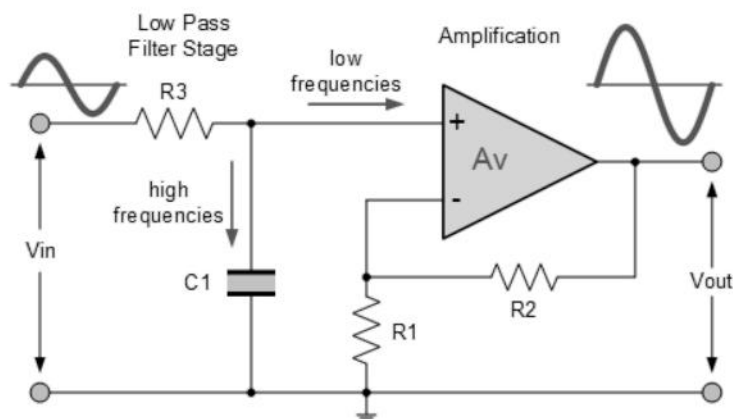 Low Pass
Filter Stage
Amplification
low
frequencies
R3
+
Av
-
high
frequencies
Vin
C1
R2
R1
Vout